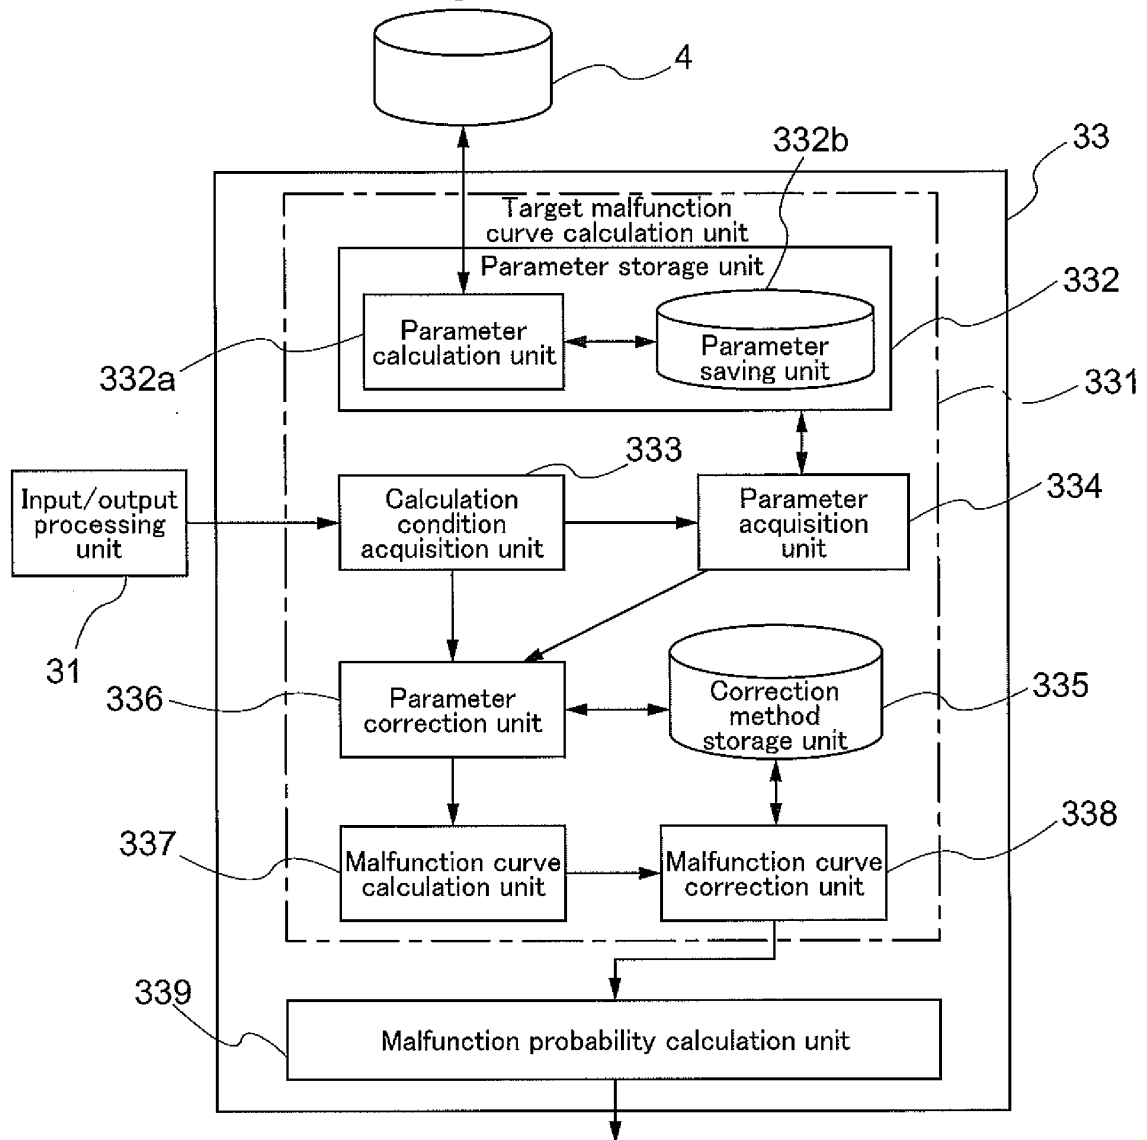 4
33
332b
Target malfunction
curve calculation unit
Parameter storage unit
332
Parameter
calculation unit
Parameter
saving unit
332a
331
333
Input/output
processing
unit
Calculation
condition
acquisition unit
Parameter
acquisition
unit
334
31
336
Parameter
correction unit
Correction
method
storage unit
335
337
338
Malfunction curve
calculation unit
Malfunction curve
correction unit
339
Malfunction probability calculation unit